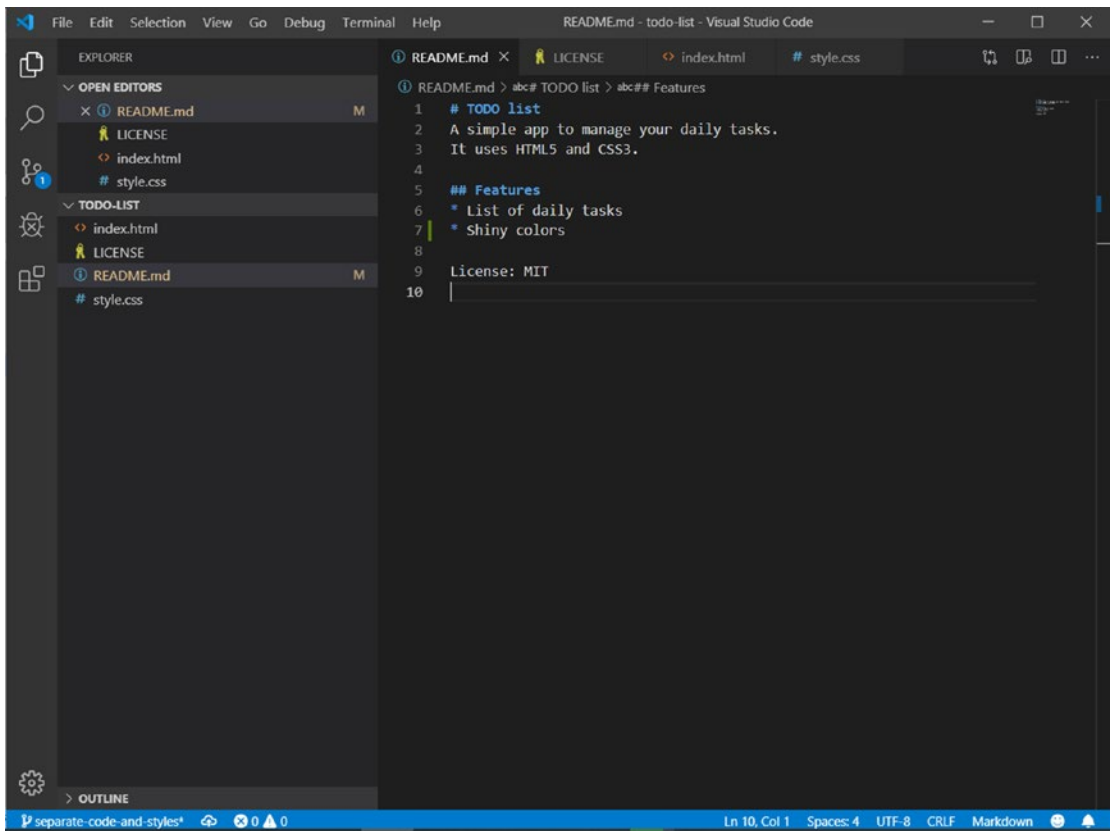 File Edit Selection View Go Debug Terminal Help README.md - todo-list - Visual Studio Code
EXPLORER
OPEN EDITORS
README.md M
LICENSE
index.html
# style.css
TODO-LIST
index.html
LICENSE
README.md M
# style.css
OUTLINE
README.md LICENSE index.html # style.css
README.md > abc # TODO list > abc ## Features
1 # TODO list
2 A simple app to manage your daily tasks.
3 It uses HTML5 and CSS3.
4
5 ## Features
6 * List of daily tasks
7 * Shiny colors
8
9 License: MIT
10
1
separate-code-and-styles* 0 0 Ln 10, Col 1 Spaces: 4 UTF-8 CRLF Markdown